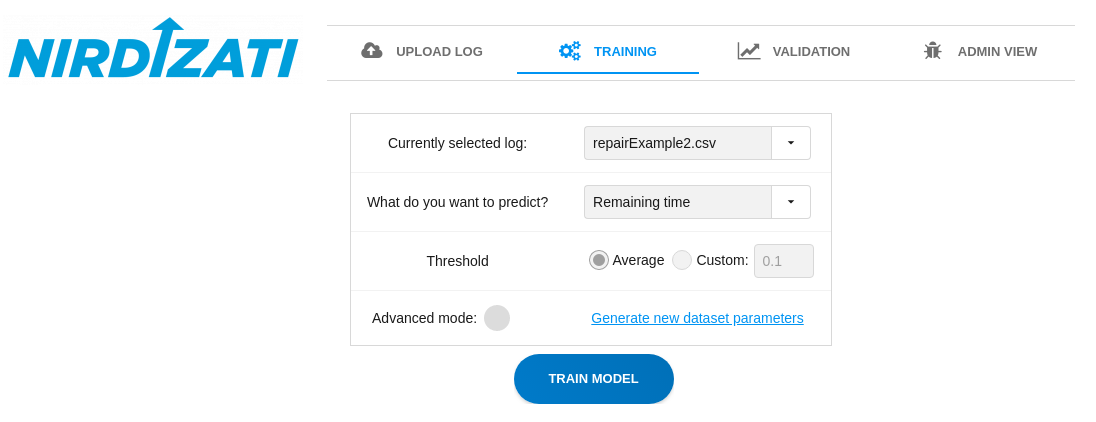 NIRDIZATI
UPLOAD LOG TRAINING VALIDATION ADMIN VIEW
Currently selected log: repairExample2.csv
What do you want to predict? Remaining time
Threshold Average Custom: 0.1
Advanced mode: Generate new dataset parameters
TRAIN MODEL